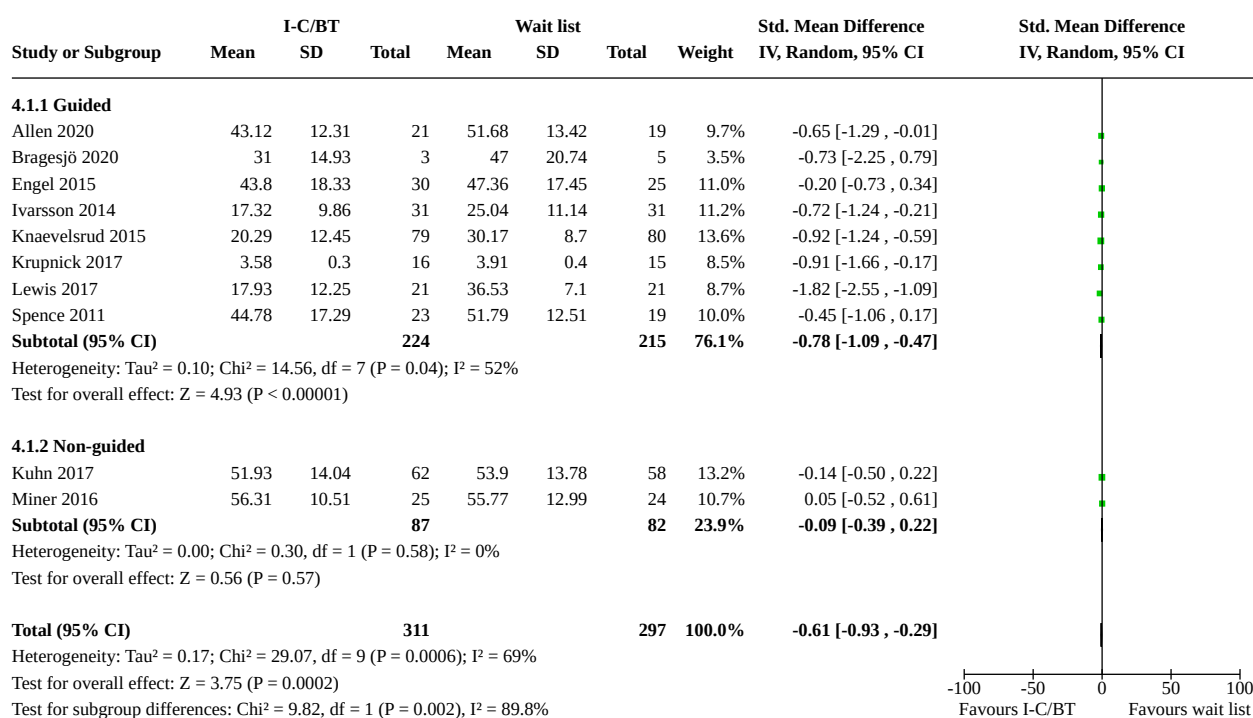 I-C/BT Wait list Std. Mean Difference Std. Mean Difference
Study or Subgroup Mean SD Total Mean SD Total Weight IV, Random, 95% CI IV, Random, 95% CI
4.1.1 Guided
Allen 2020 43.12 12.31 21 51.68 13.42 19 9.7% -0.65 [-1.29 , -0.01]
Bragesjö 2020 31 14.93 3 47 20.74 5 3.5% -0.73 [-2.25 , 0.79]
Engel 2015 43.8 18.33 30 47.36 17.45 25 11.0% -0.20 [-0.73 , 0.34]
Ivarsson 2014 17.32 9.86 31 25.04 11.14 31 11.2% -0.72 [-1.24 , -0.21]
Knaevelsrud 2015 20.29 12.45 79 30.17 8.7 80 13.6% -0.92 [-1.24 , -0.59]
Krupnick 2017 3.58 0.3 16 3.91 0.4 15 8.5% -0.91 [-1.66 , -0.17]
Lewis 2017 17.93 12.25 21 36.53 7.1 21 8.7% -1.82 [-2.55 , -1.09]
Spence 2011 44.78 17.29 23 51.79 12.51 19 10.0% -0.45 [-1.06 , 0.17]
Subtotal (95% CI) 224 215 76.1% -0.78 [-1.09 , -0.47]
Heterogeneity: Tau² = 0.10; Chi² = 14.56, df = 7 (P = 0.04); I² = 52%
Test for overall effect: Z = 4.93 (P < 0.00001)
4.1.2 Non-guided
Kuhn 2017 51.93 14.04 62 53.9 13.78 58 13.2% -0.14 [-0.50 , 0.22]
Miner 2016 56.31 10.51 25 55.77 12.99 24 10.7% 0.05 [-0.52 , 0.61]
Subtotal (95% CI) 87 82 23.9% -0.09 [-0.39 , 0.22]
Heterogeneity: Tau² = 0.00; Chi² = 0.30, df = 1 (P = 0.58); I² = 0%
Test for overall effect: Z = 0.56 (P = 0.57)
Total (95% CI) 311 297 100.0% -0.61 [-0.93 , -0.29]
Heterogeneity: Tau² = 0.17; Chi² = 29.07, df = 9 (P = 0.0006); I² = 69%
Test for overall effect: Z = 3.75 (P = 0.0002)
-100 -50 0 50 100
Test for subgroup differences: Chi² = 9.82, df = 1 (P = 0.002), I² = 89.8% Favours I-C/BT Favours wait list